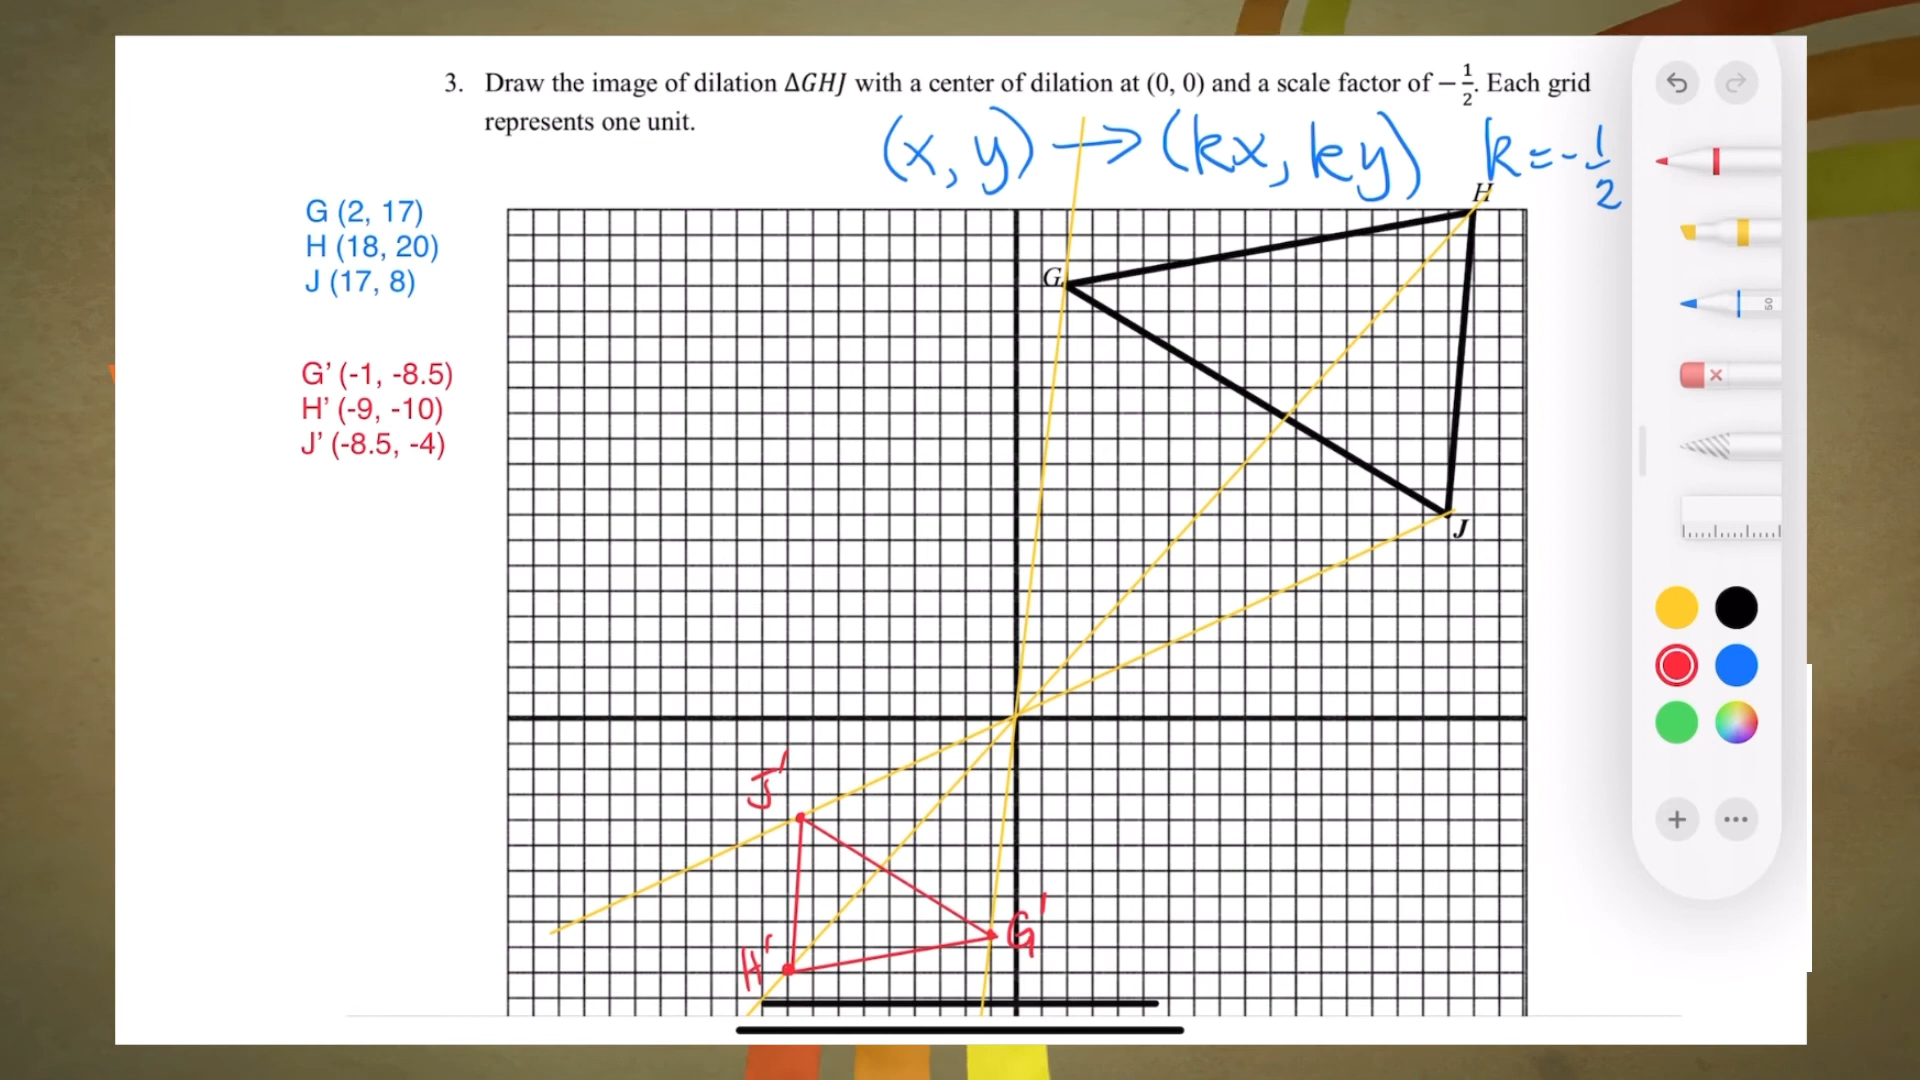 3. Draw the image of dilation ΔGHJ with a center of dilation at (0, 0) and a scale factor of −1/2. Each grid
represents one unit.
(x, y) → (kx, ky) k = -1/2
G (2, 17)
H (18, 20)
J (17, 8)
G’ (-1, -8.5)
H’ (-9, -10)
J’ (-8.5, -4)
H
G
J
J'
G'
H'
50